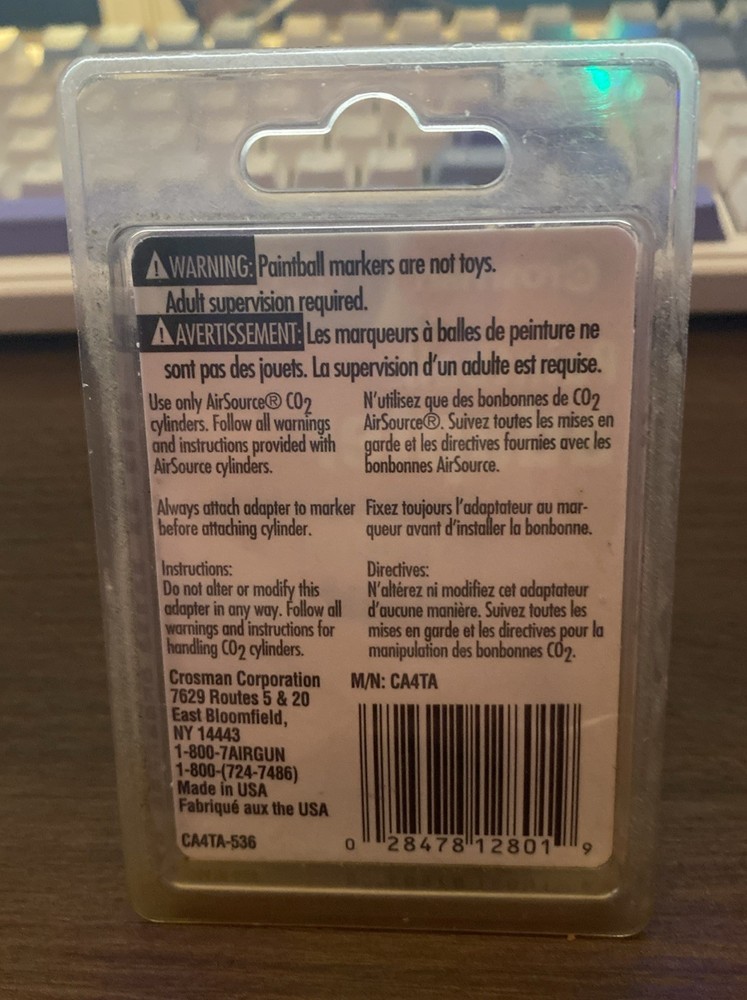 WARNING: Paintball markers are not toys.
Adult supervision required.
AVERTISSEMENT: Les marqueurs à balles de peinture ne
sont pas des jouets. La supervision d'un adulte est requise.
Use only AirSource® CO2
cylinders. Follow all warnings
and instructions provided with
AirSource cylinders.
Always attach adapter to marker
before attaching cylinder.
Instructions:
Do not alter or modify this
adapter in any way. Follow all
warnings and instructions for
handling CO2 cylinders.
N'utilisez que des bonbonnes de CO2
AirSource®. Suivez toutes les mises en
garde et les directives fournies avec les
bonbonnes AirSource.
Fixez toujours l'adaptateur au mar-
queur avant d'installer la bonbonne.
Directives:
N'altérez ni modifiez cet adaptateur
d'aucune manière. Suivez toutes les
mises en garde et les directives pour la
manipulation des bonbonnes CO2.
Crosman Corporation
7629 Routes 5 & 20
East Bloomfield,
NY 14443
1-800-7AIRGUN
1-800-(724-7486)
Made in USA
Fabriqué aux the USA
CA4TA-536
M/N: CA4TA
0 28478 12801 9